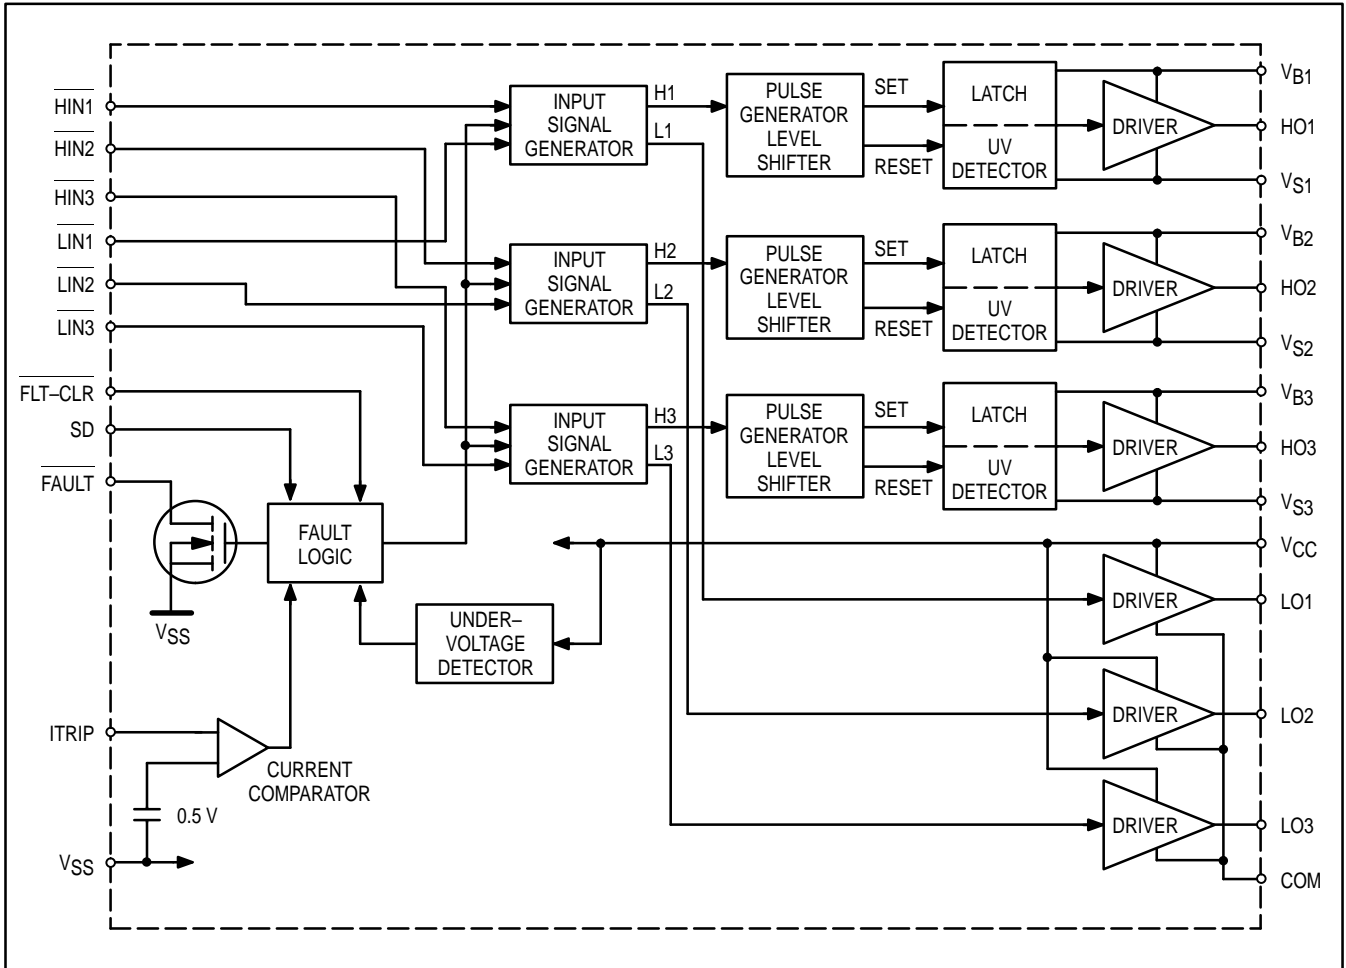 HIN1
HIN2
HIN3
LIN1
LIN2
LIN3
FLT–CLR
SD
FAULT
ITRIP
VSS
INPUT
SIGNAL
GENERATOR
H1
L1
PULSE
GENERATOR
LEVEL
SHIFTER
SET
RESET
LATCH
UV
DETECTOR
DRIVER
VB1
HO1
VS1
INPUT
SIGNAL
GENERATOR
H2
L2
PULSE
GENERATOR
LEVEL
SHIFTER
SET
RESET
LATCH
UV
DETECTOR
DRIVER
VB2
HO2
VS2
INPUT
SIGNAL
GENERATOR
H3
L3
PULSE
GENERATOR
LEVEL
SHIFTER
SET
RESET
LATCH
UV
DETECTOR
DRIVER
VB3
HO3
VS3
FAULT
LOGIC
VSS
UNDER–
VOLTAGE
DETECTOR
CURRENT
COMPARATOR
0.5 V
VCC
DRIVER
LO1
DRIVER
LO2
DRIVER
LO3
COM